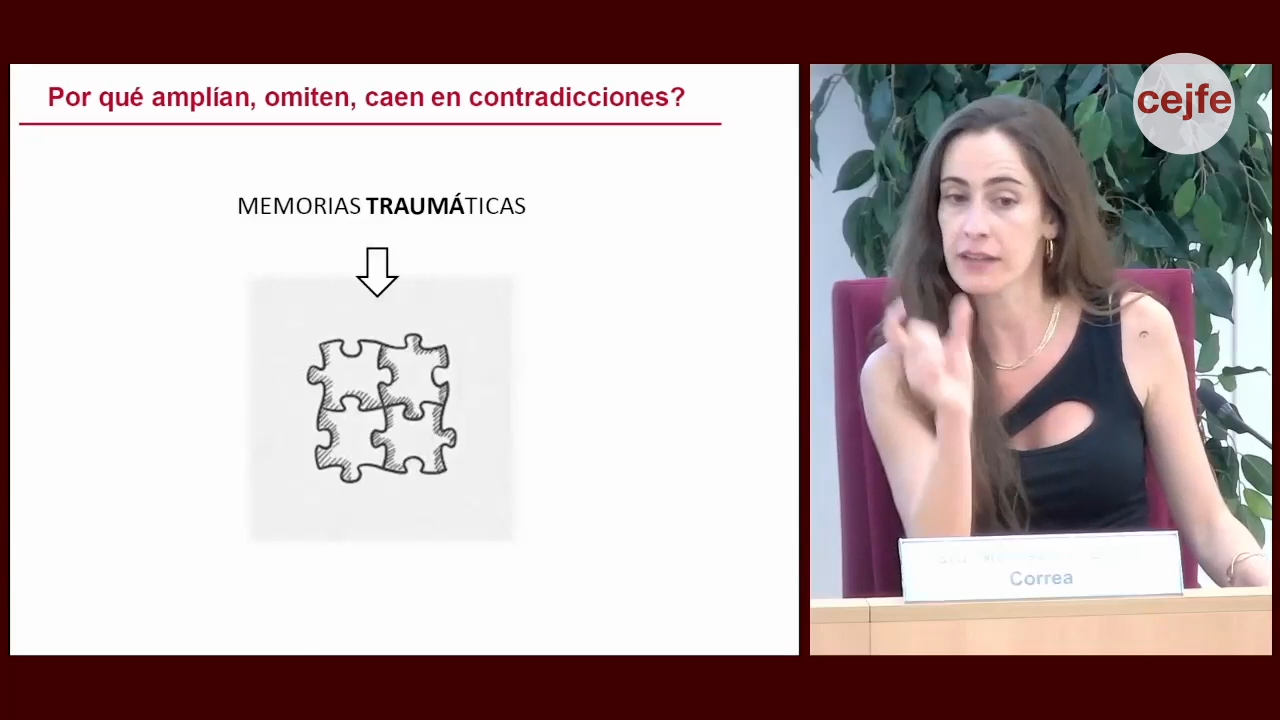 Por qué amplían, omiten, caen en contradicciones?
MEMORIAS TRAUMÁTICAS
cejfe
Correa